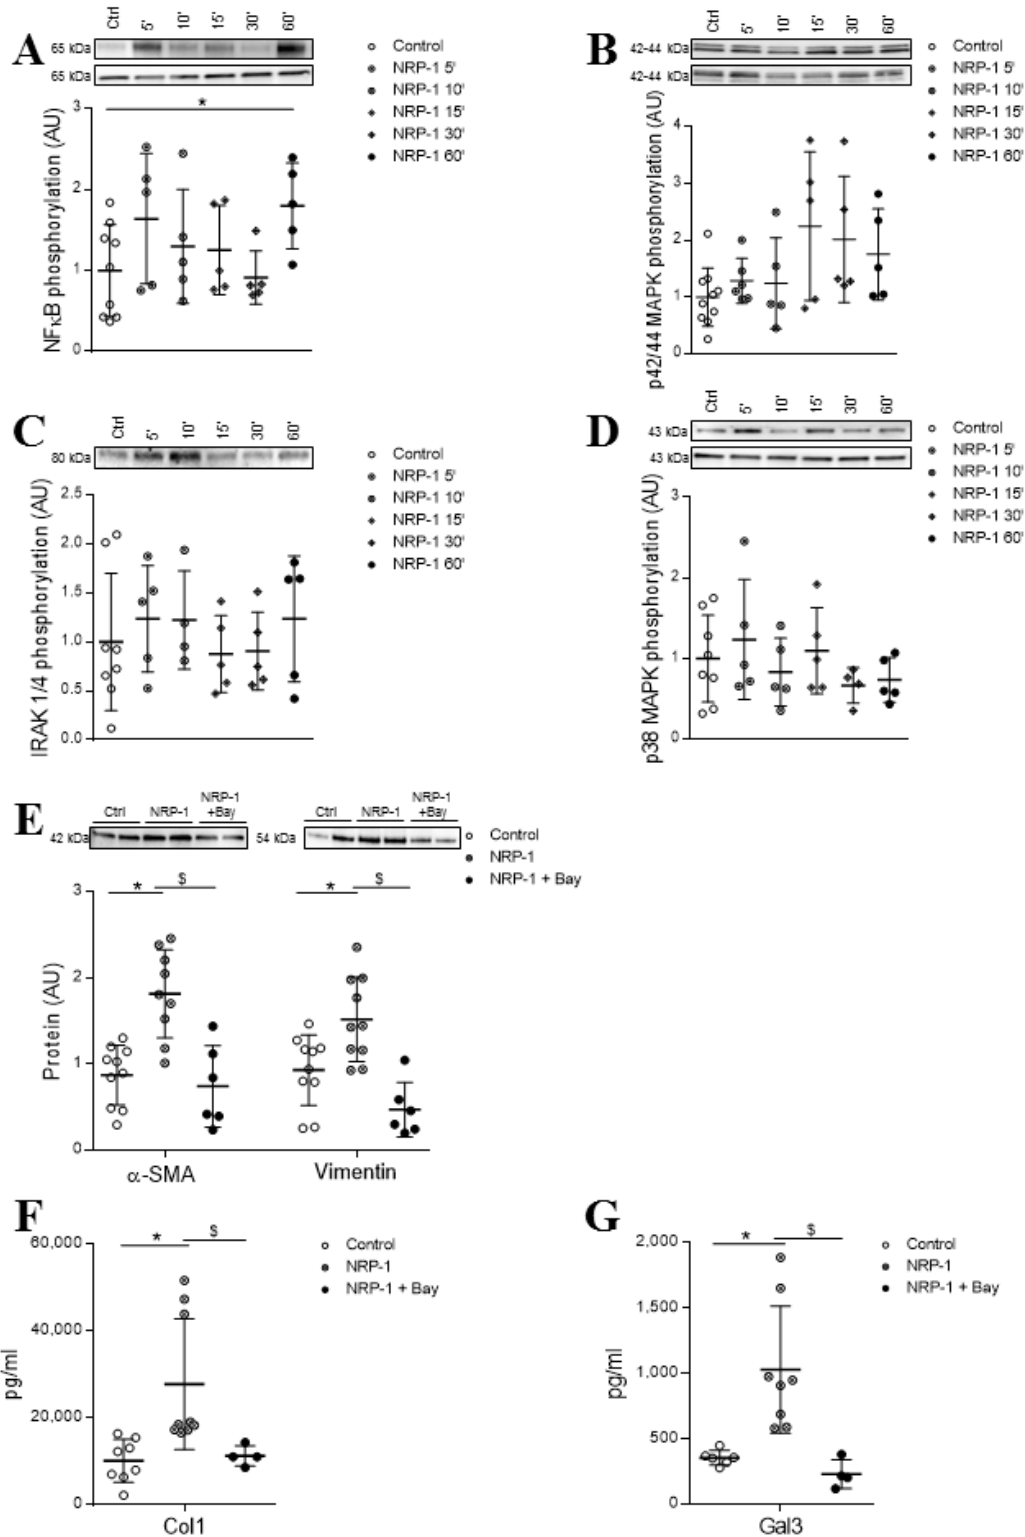 A
Ctrl 5' 10' 15' 30' 60'
65 kDa
65 kDa
Control
NRP-1 5'
NRP-1 10'
NRP-1 15'
NRP-1 30'
NRP-1 60'
*
NFκB phosphorylation (AU)
3
2
1
0
B
Ctrl 5' 10' 15' 30' 60'
42-44 kDa
42-44 kDa
Control
NRP-1 5'
NRP-1 10'
NRP-1 15'
NRP-1 30'
NRP-1 60'
p42/44 MAPK phosphorylation (AU)
4
3
2
1
0
C
Ctrl 5' 10' 15' 30' 60'
80 kDa
Control
NRP-1 5'
NRP-1 10'
NRP-1 15'
NRP-1 30'
NRP-1 60'
IRAK 1/4 phosphorylation (AU)
2.5
2.0
1.5
1.0
0.5
0.0
D
Ctrl 5' 10' 15' 30' 60'
43 kDa
43 kDa
Control
NRP-1 5'
NRP-1 10'
NRP-1 15'
NRP-1 30'
NRP-1 60'
p38 MAPK phosphorylation (AU)
3
2
1
0
E
Ctrl NRP-1 NRP-1
+Bay
42 kDa
Ctrl NRP-1 NRP-1
+Bay
54 kDa
Control
NRP-1
NRP-1 + Bay
* $ * $
Protein (AU)
3
2
1
0
α-SMA Vimentin
F
* $
Control
NRP-1
NRP-1 + Bay
pg/ml
60,000
40,000
20,000
0
Col1
G
* $
Control
NRP-1
NRP-1 + Bay
pg/ml
2,000
1,500
1,000
500
0
Gal3